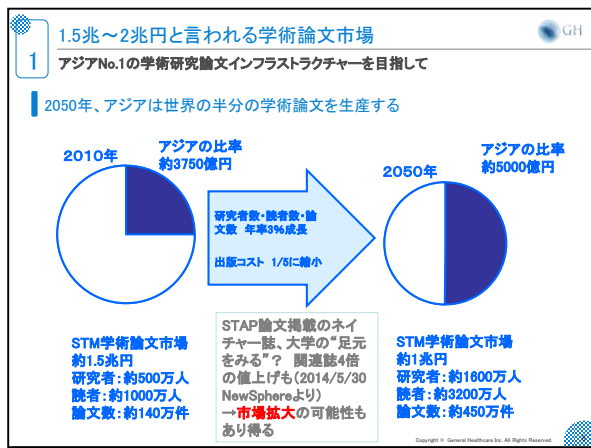 1
1.5兆～2兆円と言われる学術論文市場
GH
アジアNo.1の学術研究論文インフラストラクチャーを目指して
2050年、アジアは世界の半分の学術論文を生産する
2010年
アジアの比率
約3750億円
研究者数・読者数・論
文数 年率3%成長
出版コスト 1/5に縮小
2050年
アジアの比率
約5000億円
STM学術論文市場
約1.5兆円
研究者：約500万人
読者：約1000万人
論文数：約140万件
STAP論文掲載のネイ
チャー誌、大学の“足元
をみる”？ 関連誌4倍
の値上げも(2014/5/30
NewSphereより)
→市場拡大の可能性も
あり得る
STM学術論文市場
約1兆円
研究者：約1600万人
読者：約3200万人
論文数：約450万件
Copyright © General Healthcare Inc. All Rights Reserved.